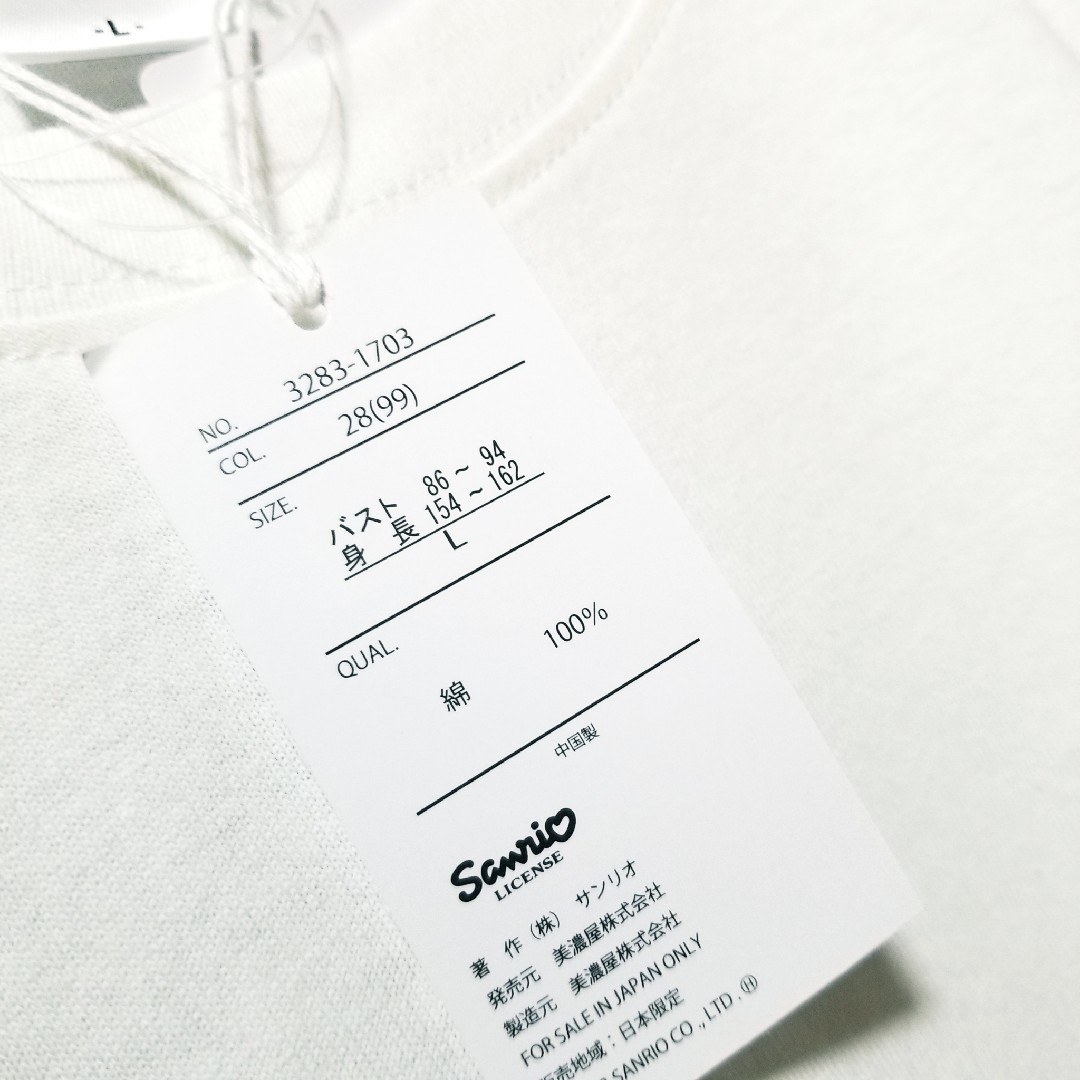 -L-
NO. 3283-1703
COL. 28(99)
SIZE.
バスト 86 ~ 94
身 長 154 ~ 162
L
QUAL.
綿 100%
中国製
Sanrio
LICENSE
著 作 (株) サンリオ
発売元 美濃屋株式会社
製造元 美濃屋株式会社
FOR SALE IN JAPAN ONLY
売地域:日本限定
SANRIO CO., LTD. Ⓗ